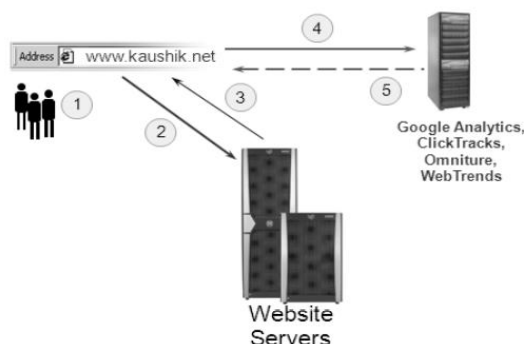 4
Address www.kaushik.net
5
1
3
2
Google Analytics,
ClickTracks,
Omniture,
WebTrends
Website
Servers